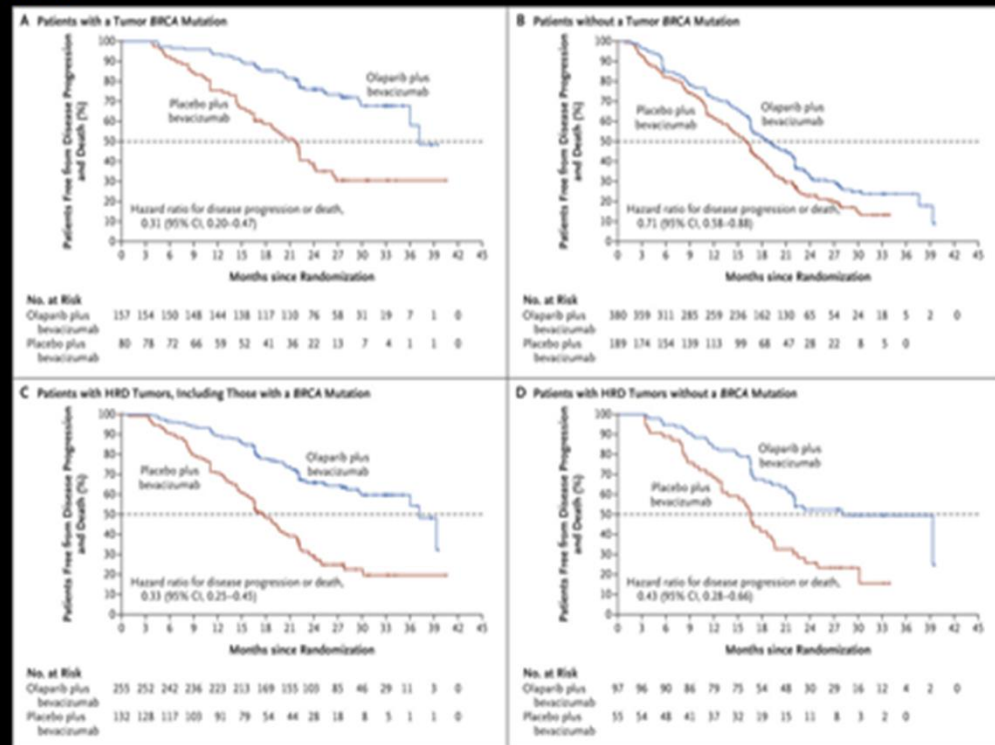 A Patients with a Tumor BRCA Mutation
Patients Free from Disease Progression
and Death (%)
100
90
80
70
60
50
40
30
20
10
0
Olaparib plus
bevacizumab
Placebo plus
bevacizumab
Hazard ratio for disease progression or death,
0.31 (95% CI, 0.20–0.47)
0 3 6 9 12 15 18 21 24 27 30 33 36 39 42 45
Months since Randomization
No. at Risk
Olaparib plus 157 154 150 148 144 138 117 110 76 58 31 19 7 1 0
bevacizumab
Placebo plus 80 78 72 66 59 52 41 36 22 13 7 4 1 1 0
bevacizumab
B Patients without a Tumor BRCA Mutation
Patients Free from Disease Progression
and Death (%)
100
90
80
70
60
50
40
30
20
10
0
Placebo plus
bevacizumab
Olaparib plus
bevacizumab
Hazard ratio for disease progression or death,
0.71 (95% CI, 0.58–0.88)
0 3 6 9 12 15 18 21 24 27 30 33 36 39 42 45
Months since Randomization
No. at Risk
Olaparib plus 380 359 311 285 259 236 162 130 65 54 24 18 5 2 0
bevacizumab
Placebo plus 189 174 154 139 113 99 68 47 28 22 8 5 0
bevacizumab
C Patients with HRD Tumors, Including Those with a BRCA Mutation
Patients Free from Disease Progression
and Death (%)
100
90
80
70
60
50
40
30
20
10
0
Olaparib plus
bevacizumab
Placebo plus
bevacizumab
Hazard ratio for disease progression or death,
0.33 (95% CI, 0.25–0.45)
0 3 6 9 12 15 18 21 24 27 30 33 36 39 42 45
Months since Randomization
No. at Risk
Olaparib plus 255 252 242 236 223 213 169 155 103 85 46 29 11 3 0
bevacizumab
Placebo plus 132 128 117 103 91 79 54 44 28 18 8 5 1 1 0
bevacizumab
D Patients with HRD Tumors without a BRCA Mutation
Patients Free from Disease Progression
and Death (%)
100
90
80
70
60
50
40
30
20
10
0
Olaparib plus
bevacizumab
Placebo plus
bevacizumab
Hazard ratio for disease progression or death,
0.43 (95% CI, 0.28–0.66)
0 3 6 9 12 15 18 21 24 27 30 33 36 39 42 45
Months since Randomization
No. at Risk
Olaparib plus 97 96 90 86 79 75 54 48 30 29 16 12 4 2 0
bevacizumab
Placebo plus 55 54 48 41 37 32 19 15 11 8 3 2 0
bevacizumab